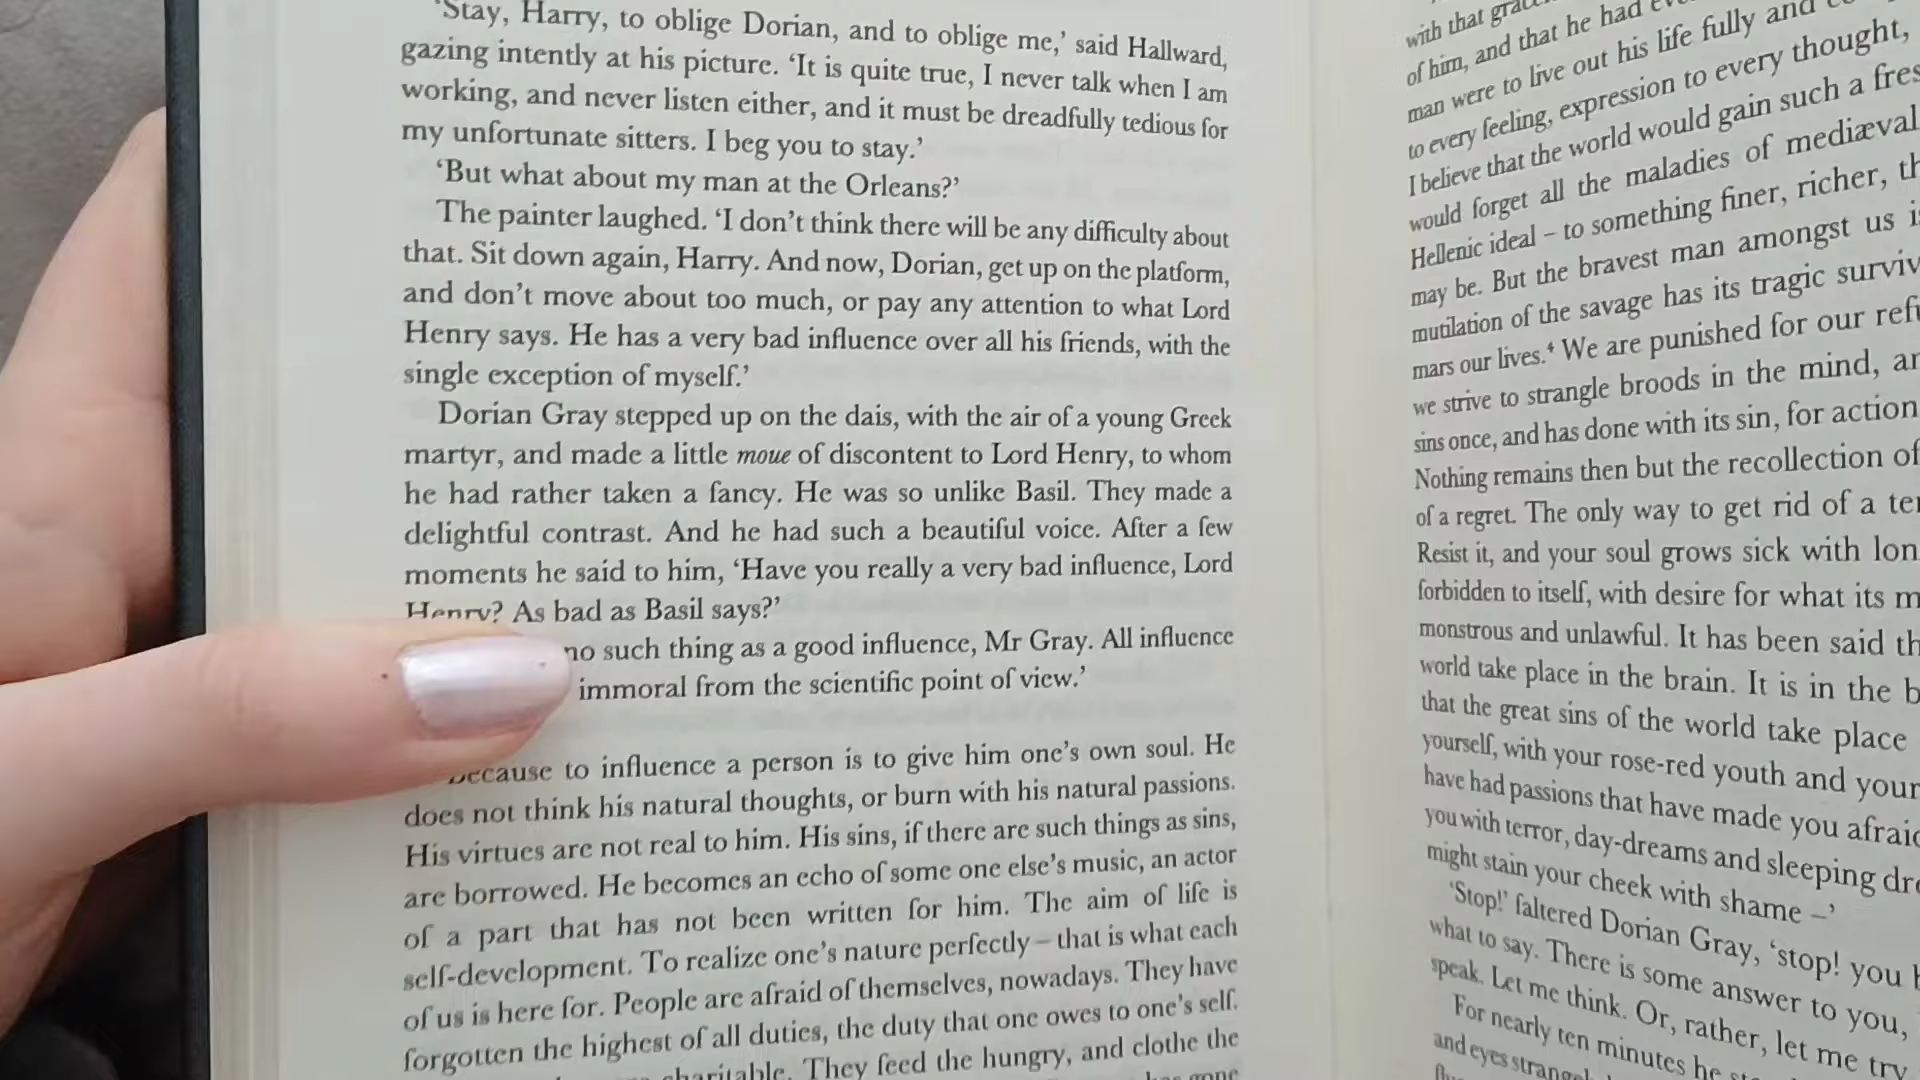 'Stay, Harry, to oblige Dorian, and to oblige me,' said Hallward,
gazing intently at his picture. 'It is quite true, I never talk when I am
working, and never listen either, and it must be dreadfully tedious for
my unfortunate sitters. I beg you to stay.'
'But what about my man at the Orleans?'
The painter laughed. 'I don't think there will be any difficulty about
that. Sit down again, Harry. And now, Dorian, get up on the platform,
and don't move about too much, or pay any attention to what Lord
Henry says. He has a very bad influence over all his friends, with the
single exception of myself.'
Dorian Gray stepped up on the dais, with the air of a young Greek
martyr, and made a little moue of discontent to Lord Henry, to whom
he had rather taken a fancy. He was so unlike Basil. They made a
delightful contrast. And he had such a beautiful voice. After a few
moments he said to him, 'Have you really a very bad influence, Lord
Henry? As bad as Basil says?'
no such thing as a good influence, Mr Gray. All influence
immoral from the scientific point of view.'
Because to influence a person is to give him one's own soul. He
does not think his natural thoughts, or burn with his natural passions.
His virtues are not real to him. His sins, if there are such things as sins,
are borrowed. He becomes an echo of some one else's music, an actor
of a part that has not been written for him. The aim of life is
self-development. To realize one's nature perfectly – that is what each
of us is here for. People are afraid of themselves, nowadays. They have
forgotten the highest of all duties, the duty that one owes to one's self.
charitable. They feed the hungry, and clothe the
gone
with that
of him, and that he had
man were to live out his life fully and
to every feeling, expression to every thought,
I believe that the world would gain such a
would forget all the maladies of mediæval
Hellenic ideal – to something finer, richer,
may be. But the bravest man amongst us
mutilation of the savage has its tragic
mars our lives.⁴ We are punished for our
we strive to strangle broods in the mind,
sins once, and has done with its sin, for action
Nothing remains then but the recollection of
of a regret. The only way to get rid of a
Resist it, and your soul grows sick with
forbidden to itself, with desire for what its
monstrous and unlawful. It has been said
world take place in the brain. It is in the
that the great sins of the world take place
yourself, with your rose-red youth and your
have had passions that have made you
you with terror, day-dreams and sleeping
might stain your cheek with shame –'
'Stop!' faltered Dorian Gray, 'stop! you
what to say. There is some answer to you,
speak. Let me think. Or, rather, let me try
For nearly ten minutes he
and eyes